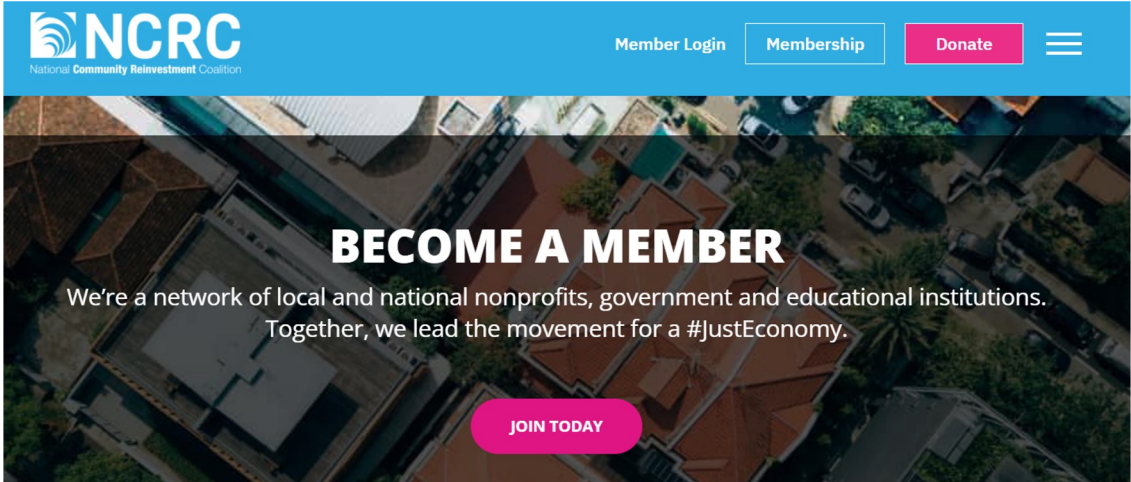 NCRC
National Community Reinvestment Coalition
Member Login
Membership
Donate
BECOME A MEMBER
We’re a network of local and national nonprofits, government and educational institutions.
Together, we lead the movement for a #JustEconomy.
JOIN TODAY